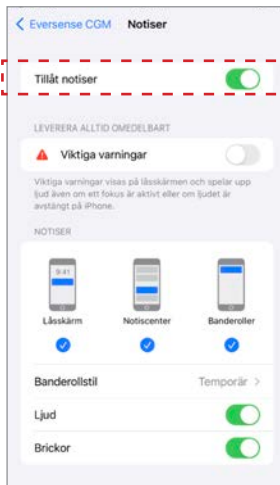 Eversense CGM Notiser
Tillåt notiser
LEVERERA ALLTID OMEDELBART
Viktiga varningar
Viktiga varningar visas på låsskärmen och spelar upp
ljud även om ett fokus är aktivt eller om ljudet är
avstängt på iPhone.
NOTISER
9:41
Låsskärm Notiscenter Banderoller
Banderollstil Temporär
Ljud
Brickor